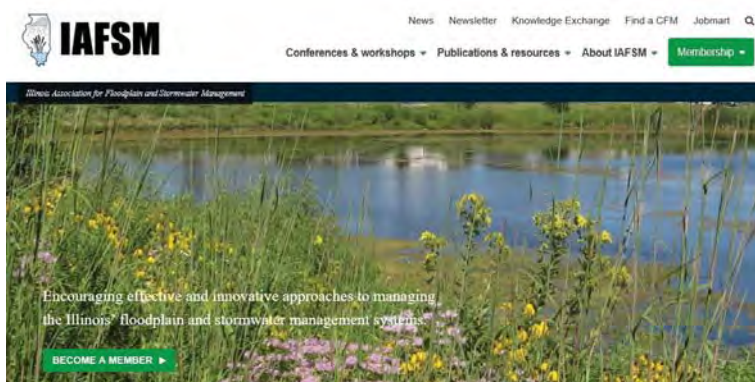 IAFSM
News Newsletter Knowledge Exchange Find a CFM Jobmart
Conferences & workshops Publications & resources About IAFSM Membership
Illinois Association for Floodplain and Stormwater Management
Encouraging effective and innovative approaches to managing
the Illinois' floodplain and stormwater management systems.
BECOME A MEMBER